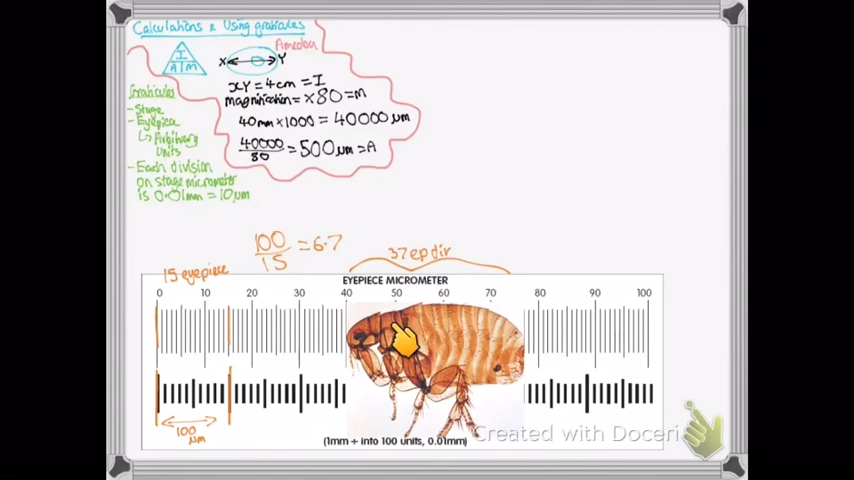 Calculations & Using graticules
I
A M
X Y
Amoeba
XY = 4cm = I
magnification = ×80 = M
40mm × 1000 = 40000 µm
40000
80
= 500 µm = A
Graticules
- Stage
- Eyepiece
↳ Arbitrary
Units
- Each division
on stage micrometer
is 0.01mm = 10µm
100
15
= 6.7
15 eyepiece
37 ep div
EYEPIECE MICROMETER
0 10 20 30 40 50 60 70 80 90 100
100
µm
(1mm ÷ into 100 units, 0.01mm)
Created with Doceri